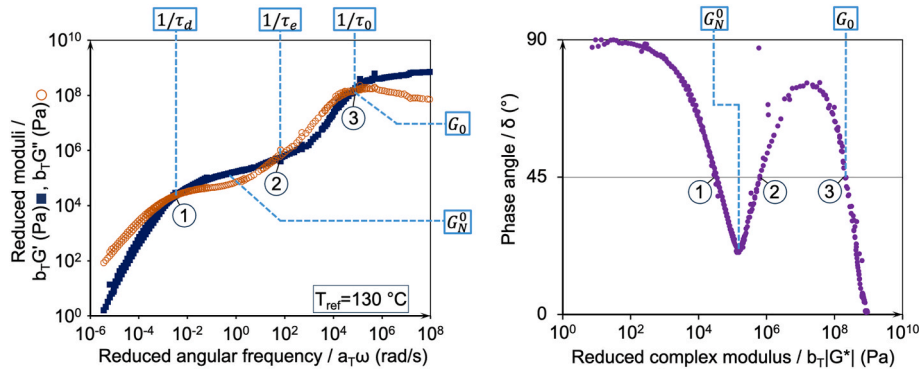 1/τ_d
1/τ_e
1/τ_0
G_N^0
G_0
10^10
10^8
10^6
10^4
10^2
10^0
Reduced moduli /
b_TG' (Pa) ■, b_TG'' (Pa) ○
1
2
3
G_0
G_N^0
T_ref=130 °C
10^-6
10^-4
10^-2
10^0
10^2
10^4
10^6
10^8
Reduced angular frequency / a_Tω (rad/s)
90
45
0
Phase angle / δ (°)
1
2
3
10^0
10^2
10^4
10^6
10^8
10^10
Reduced complex modulus / b_T|G*| (Pa)